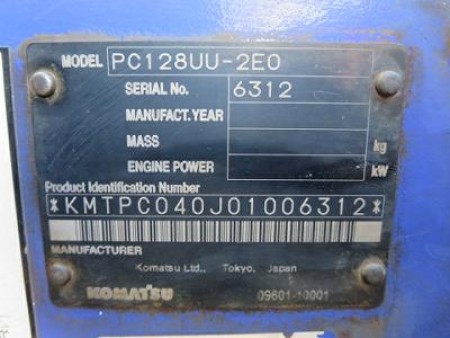 MODEL PC128UU-2E0
SERIAL No. 6312
MANUFACT.YEAR
MASS kg
ENGINE POWER kW
Product Identification Number
*KMTPC040J01006312*
MANUFACTURER
Komatsu Ltd., Tokyo, Japan
KOMATSU 09601-10001